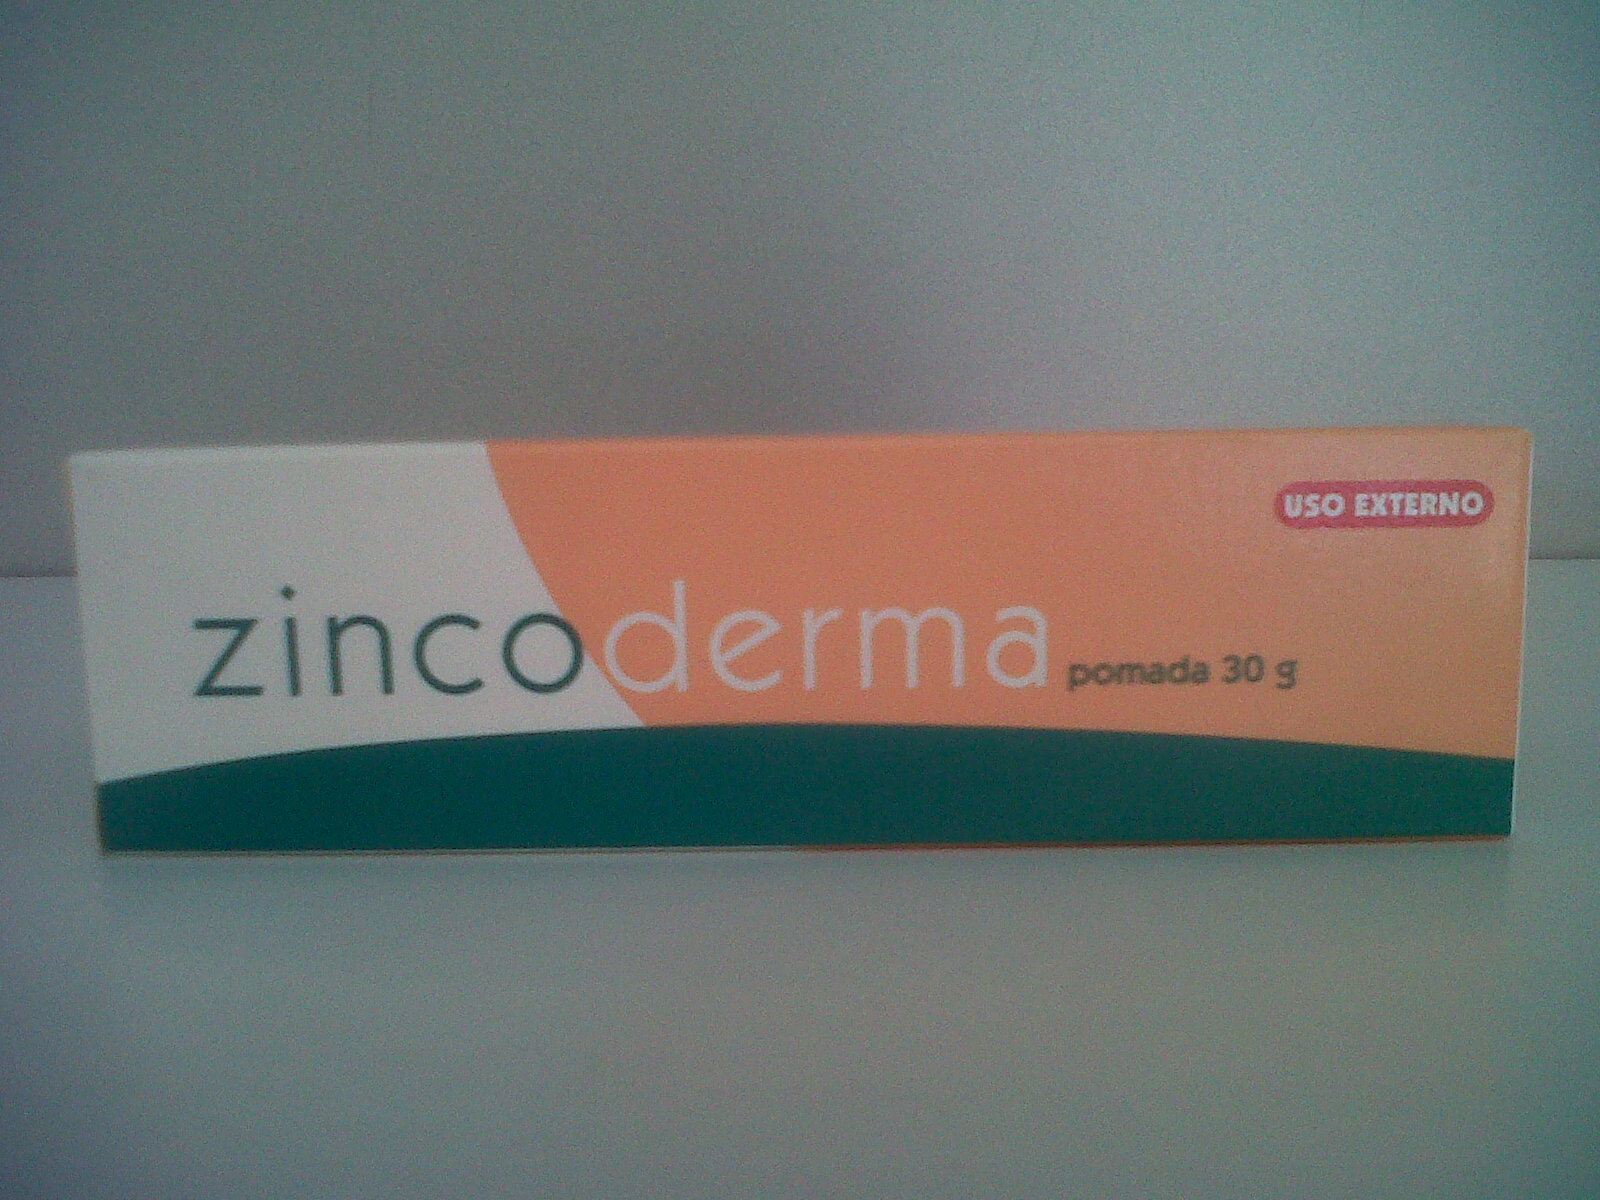 USO EXTERNO
zincoderma pomada 30 g